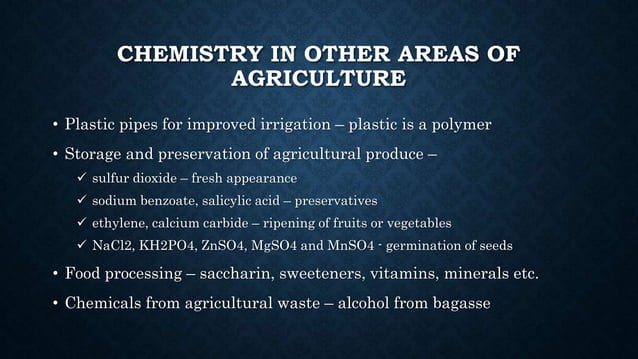 CHEMISTRY IN OTHER AREAS OF
AGRICULTURE
• Plastic pipes for improved irrigation – plastic is a polymer
• Storage and preservation of agricultural produce –
✓ sulfur dioxide – fresh appearance
✓ sodium benzoate, salicylic acid – preservatives
✓ ethylene, calcium carbide – ripening of fruits or vegetables
✓ NaCl2, KH2PO4, ZnSO4, MgSO4 and MnSO4 - germination of seeds
• Food processing – saccharin, sweeteners, vitamins, minerals etc.
• Chemicals from agricultural waste – alcohol from bagasse